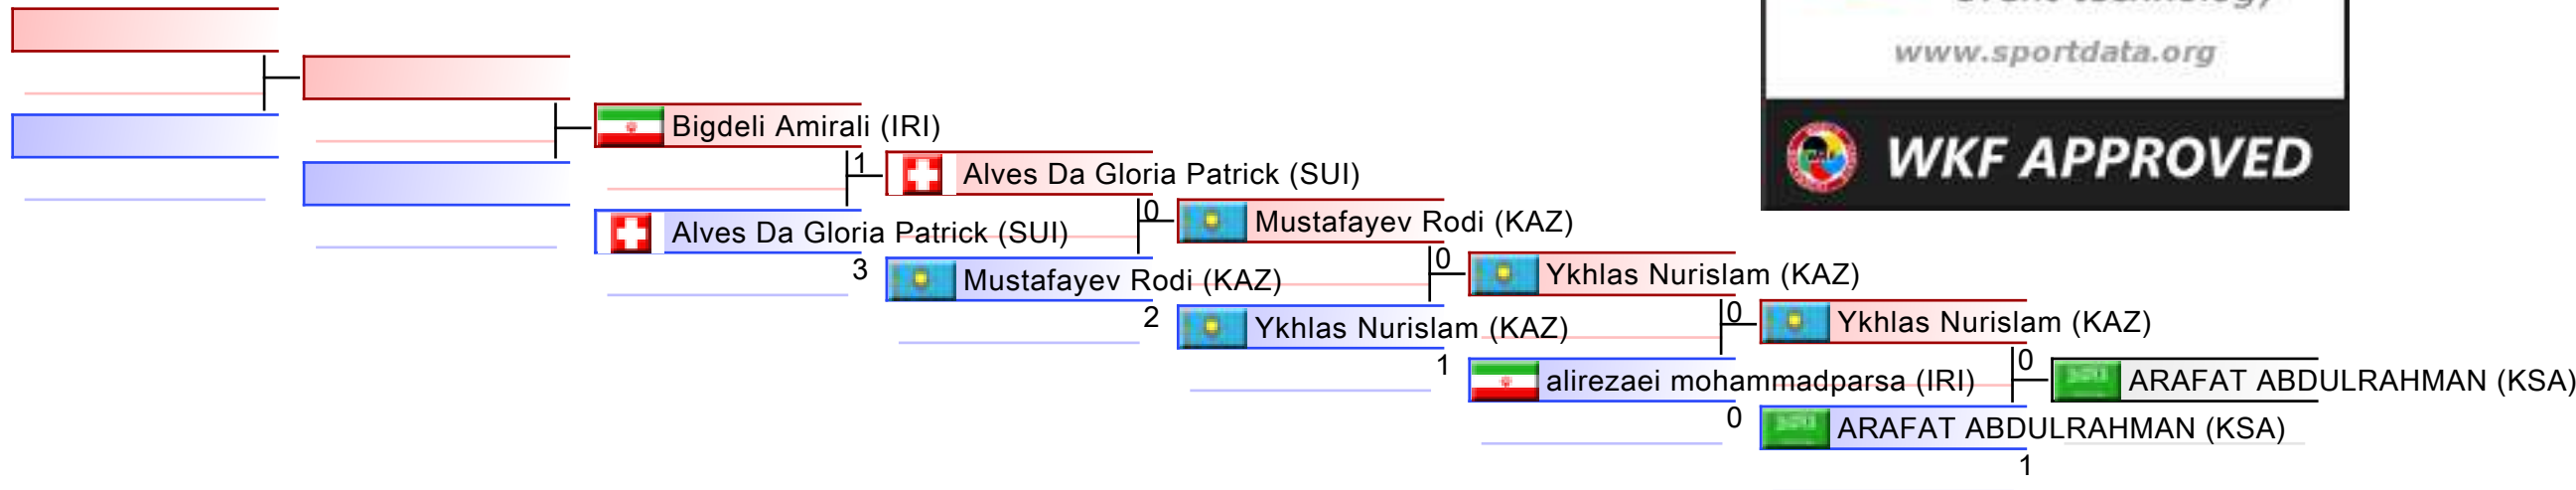 event technology
www.sportdata.org
WKF APPROVED
Bigdeli Amirali (IRI)
1
Alves Da Gloria Patrick (SUI)
Alves Da Gloria Patrick (SUI)
3
0
Mustafayev Rodi (KAZ)
Mustafayev Rodi (KAZ)
2
0
Ykhlas Nurislam (KAZ)
Ykhlas Nurislam (KAZ)
1
0
Ykhlas Nurislam (KAZ)
alirezaei mohammadparsa (IRI)
0
0
ARAFAT ABDULRAHMAN (KSA)
ARAFAT ABDULRAHMAN (KSA)
1